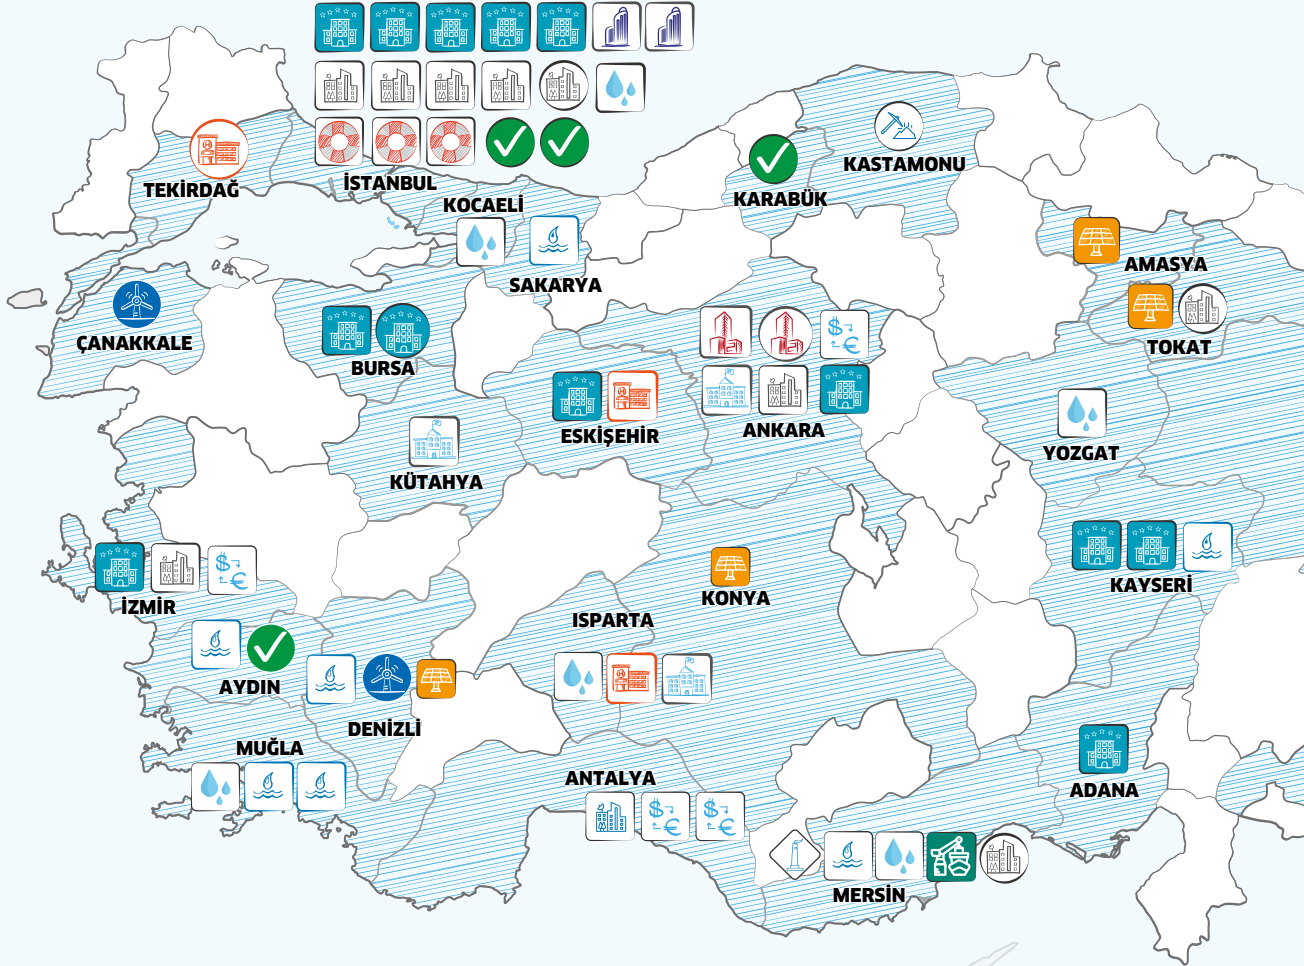 KASTAMONU
TEKİRDAĞ
İSTANBUL
KARABÜK
KOCAELİ
AMASYA
SAKARYA
ÇANAKKALE
BURSA
TOKAT
ESKİŞEHİR
ANKARA
YOZGAT
KÜTAHYA
KAYSERİ
KONYA
İZMİR
ISPARTA
AYDIN
DENİZLİ
MUĞLA
ANTALYA
ADANA
MERSİN